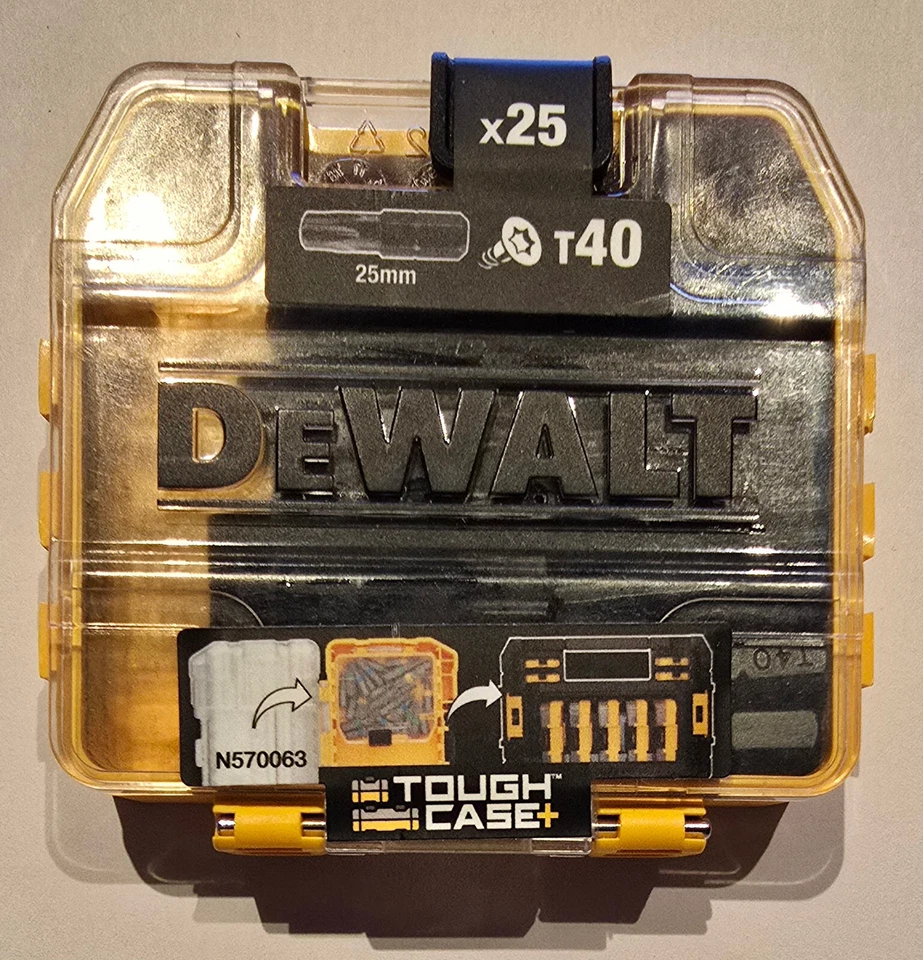 x25
25mm
T40
DEWALT
T40
N570063
TOUGH™
CASE+